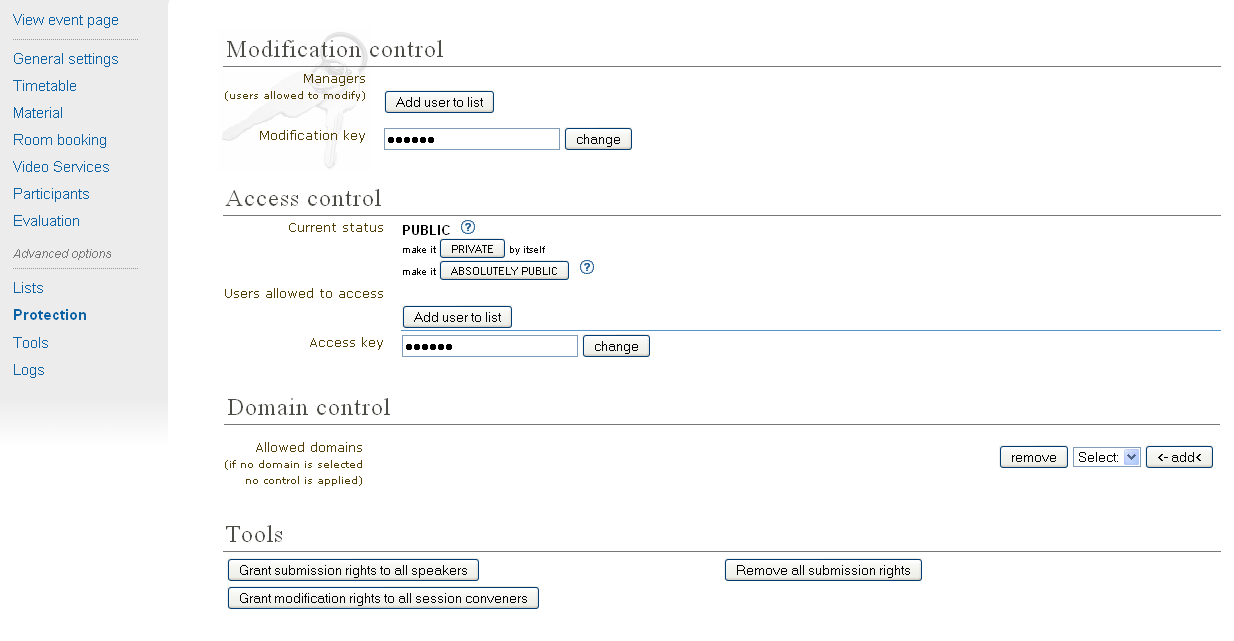 View event page
General settings
Timetable
Material
Room booking
Video Services
Participants
Evaluation
Advanced options
Lists
Protection
Tools
Logs
Modification control
Managers
(users allowed to modify)
Add user to list
Modification key
●●●●●● change
Access control
Current status PUBLIC ?
make it PRIVATE by itself
make it ABSOLUTELY PUBLIC ?
Users allowed to access
Add user to list
Access key ●●●●●● change
Domain control
Allowed domains
(if no domain is selected
no control is applied)
remove Select: <- add<
Tools
Grant submission rights to all speakers Remove all submission rights
Grant modification rights to all session conveners